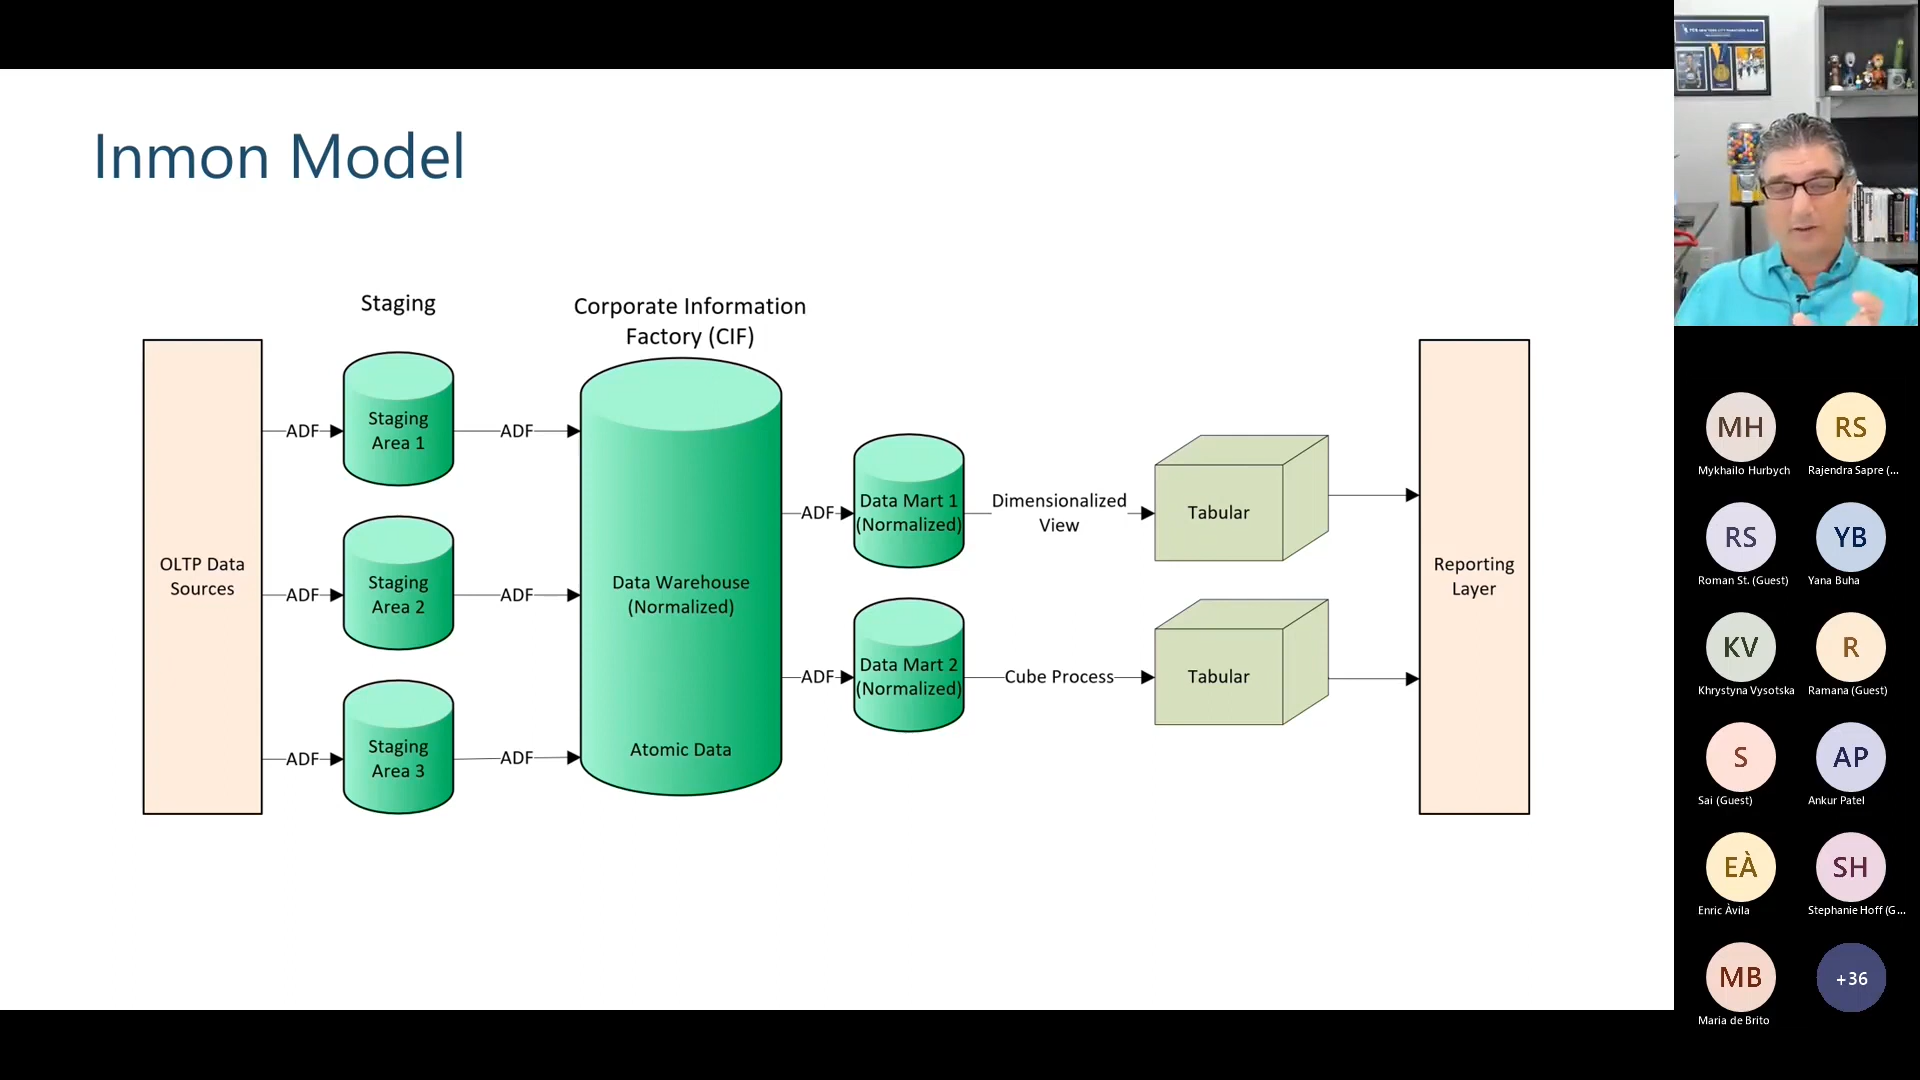 Inmon Model
Staging
Corporate Information
Factory (CIF)
OLTP Data
Sources
ADF
Staging
Area 1
ADF
ADF
Staging
Area 2
ADF
ADF
Staging
Area 3
ADF
Data Warehouse
(Normalized)
Atomic Data
ADF
Data Mart 1
(Normalized)
Dimensionalized
View
Tabular
ADF
Data Mart 2
(Normalized)
Cube Process
Tabular
Reporting
Layer
MH
Mykhailo Hurbych
RS
Rajendra Sapre (...
RS
Roman St. (Guest)
YB
Yana Buha
KV
Khrystyna Vysotska
R
Ramana (Guest)
S
Sai (Guest)
AP
Ankur Patel
EÀ
Enric Àvila
SH
Stephanie Hoff (G...
MB
Maria de Brito
+36